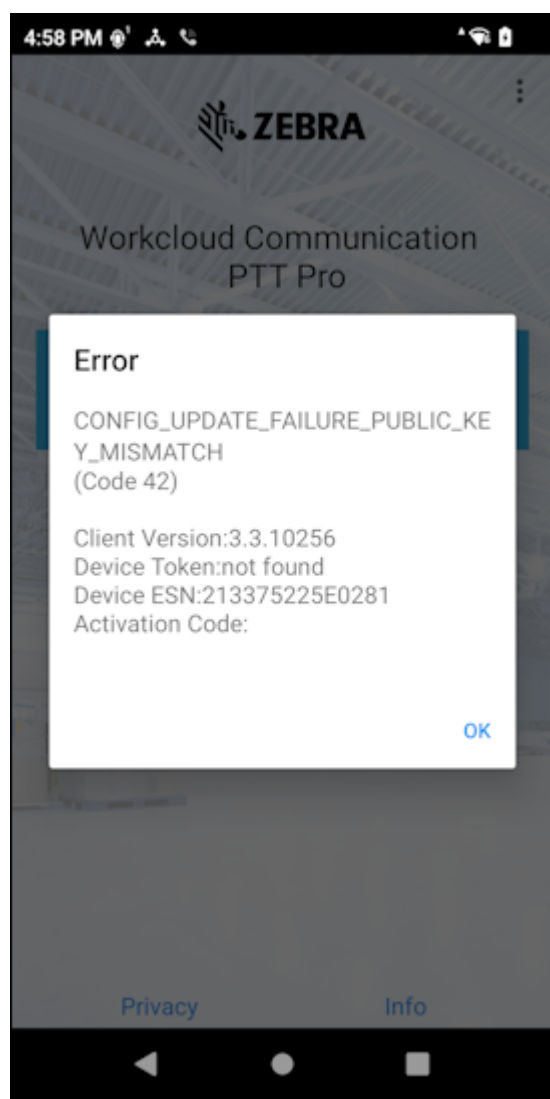 4:58 PM
ZEBRA
Workcloud Communication
PTT Pro
Error
CONFIG_UPDATE_FAILURE_PUBLIC_KE
Y_MISMATCH
(Code 42)
Client Version:3.3.10256
Device Token:not found
Device ESN:213375225E0281
Activation Code:
OK
Privacy
Info